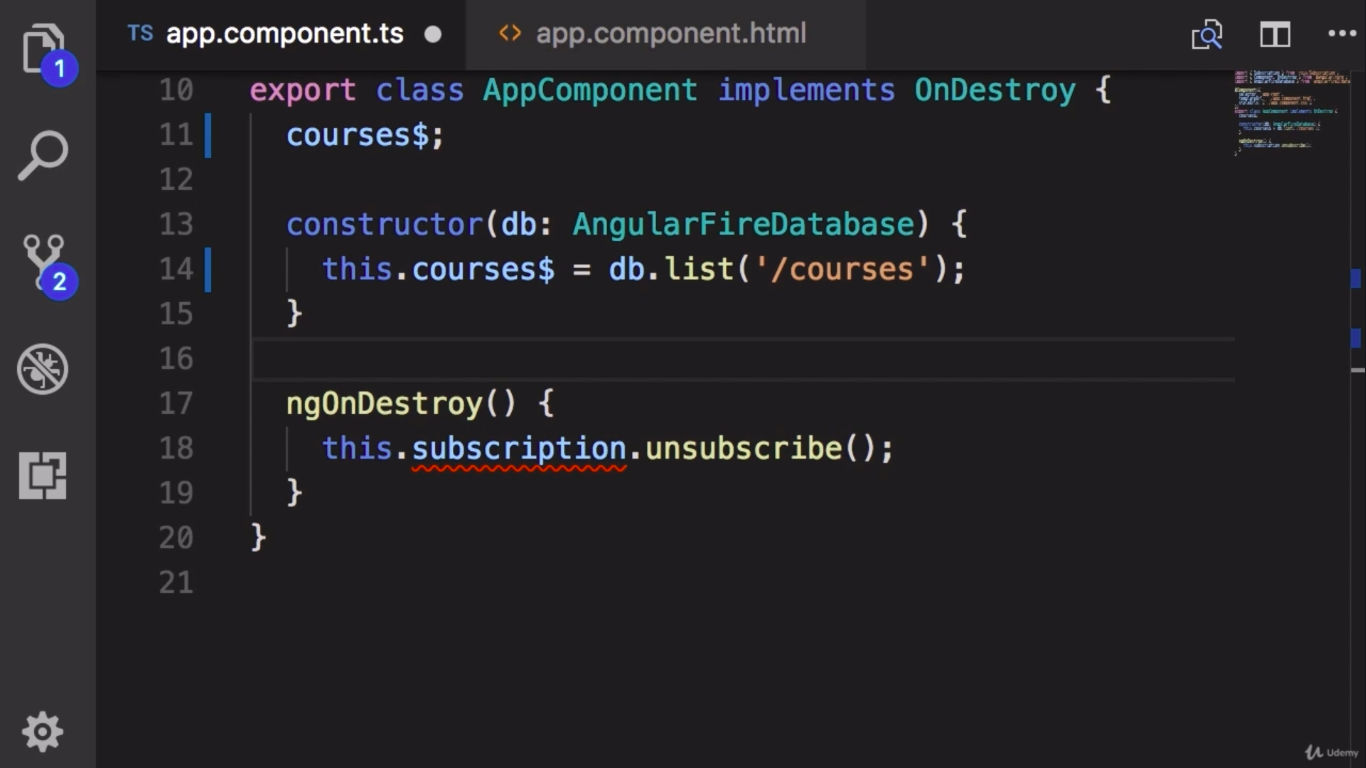 TS app.component.ts
<> app.component.html
1
2
10 export class AppComponent implements OnDestroy {
11 courses$;
12
13 constructor(db: AngularFireDatabase) {
14 this.courses$ = db.list('/courses');
15 }
16
17 ngOnDestroy() {
18 this.subscription.unsubscribe();
19 }
20 }
21
Udemy